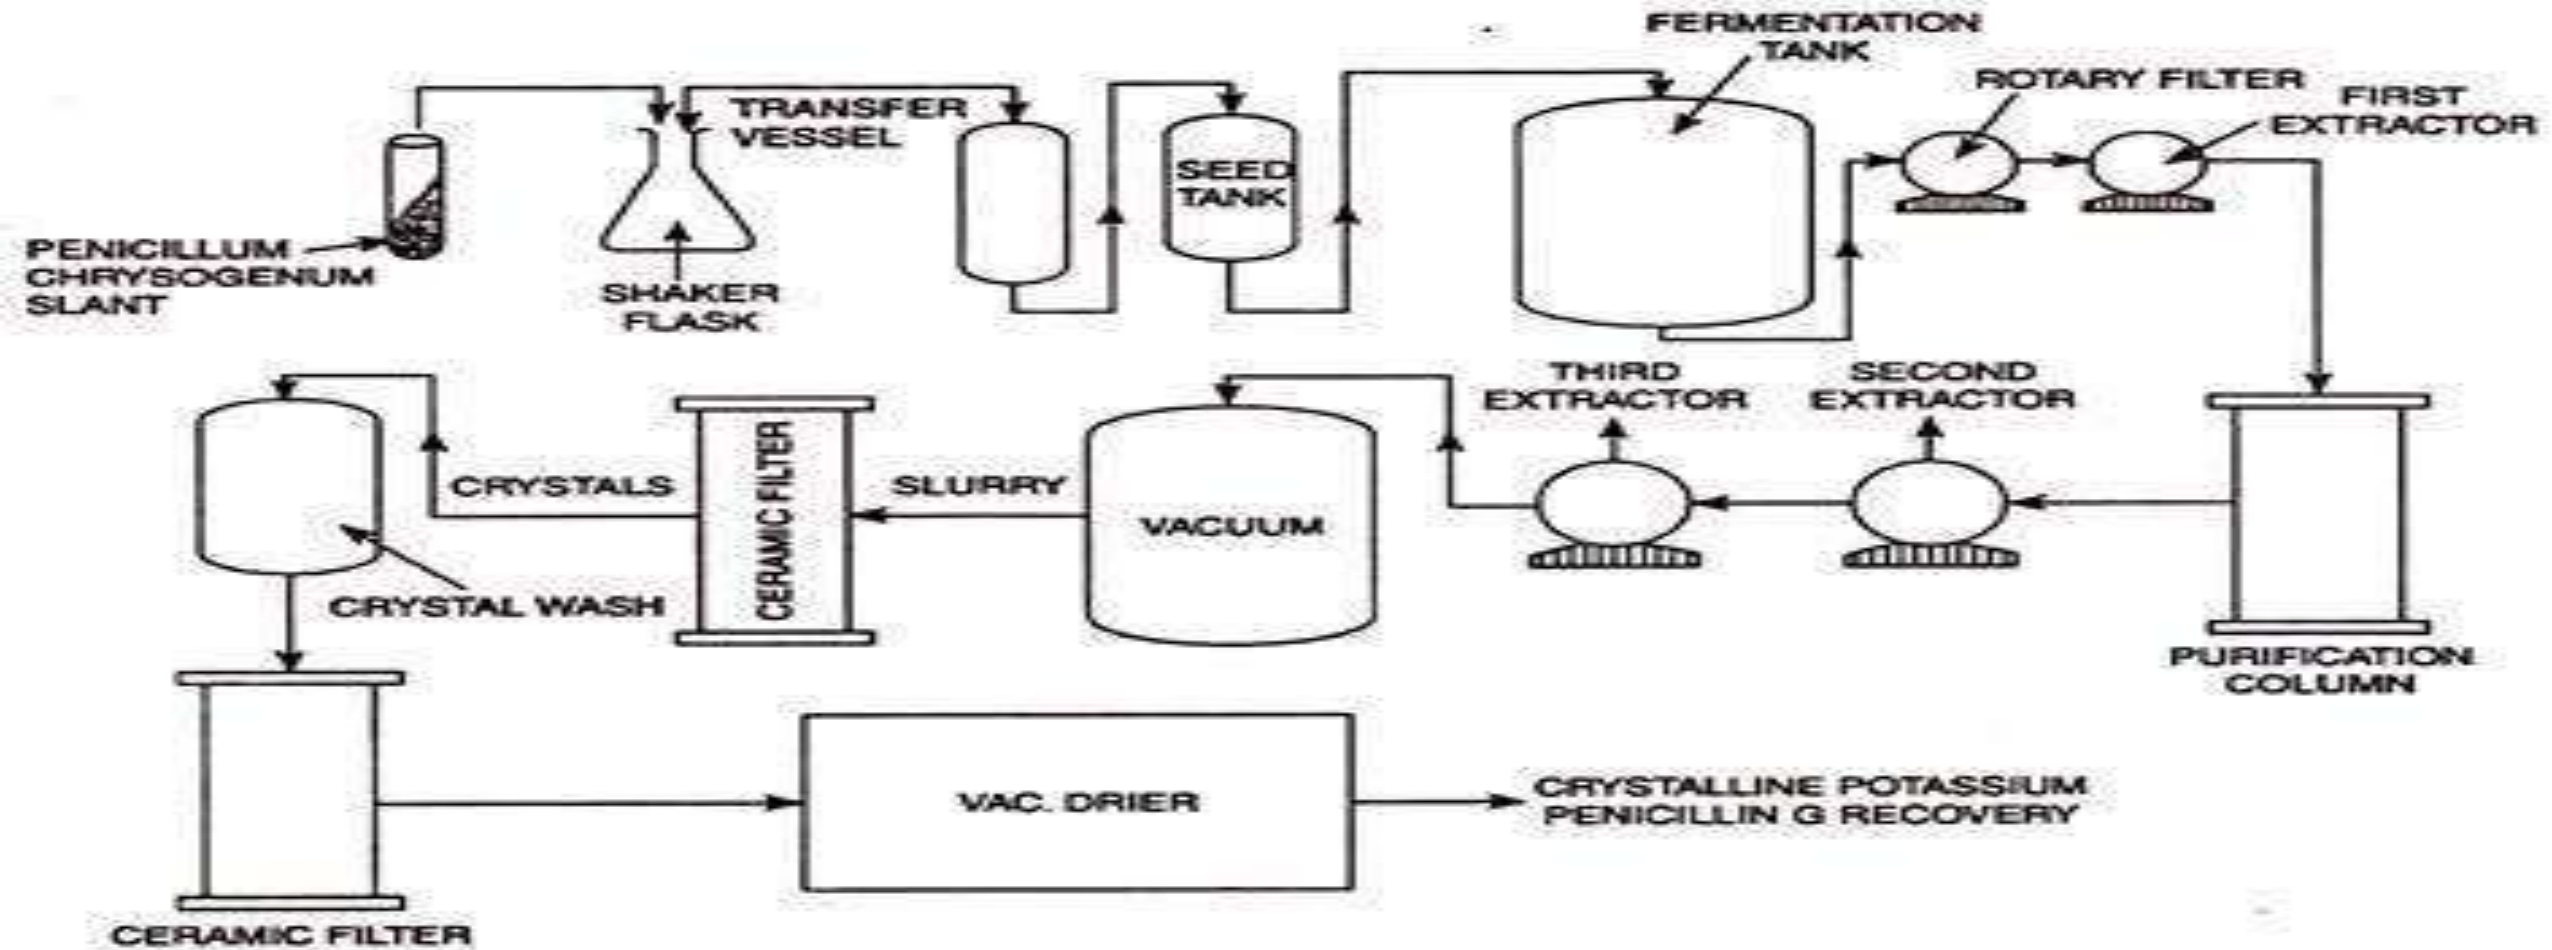 FERMENTATION
TANK
ROTARY FILTER
FIRST
EXTRACTOR
TRANSFER
VESSEL
SEED
TANK
PENICILLUM
CHRYSOGENUM
SLANT
SHAKER
FLASK
THIRD
EXTRACTOR
SECOND
EXTRACTOR
CRYSTALS
CERAMIC FILTER
SLURRY
VACUUM
CRYSTAL WASH
PURIFICATION
COLUMN
VAC. DRIER
CRYSTALLINE POTASSIUM
PENICILLIN G RECOVERY
CERAMIC FILTER